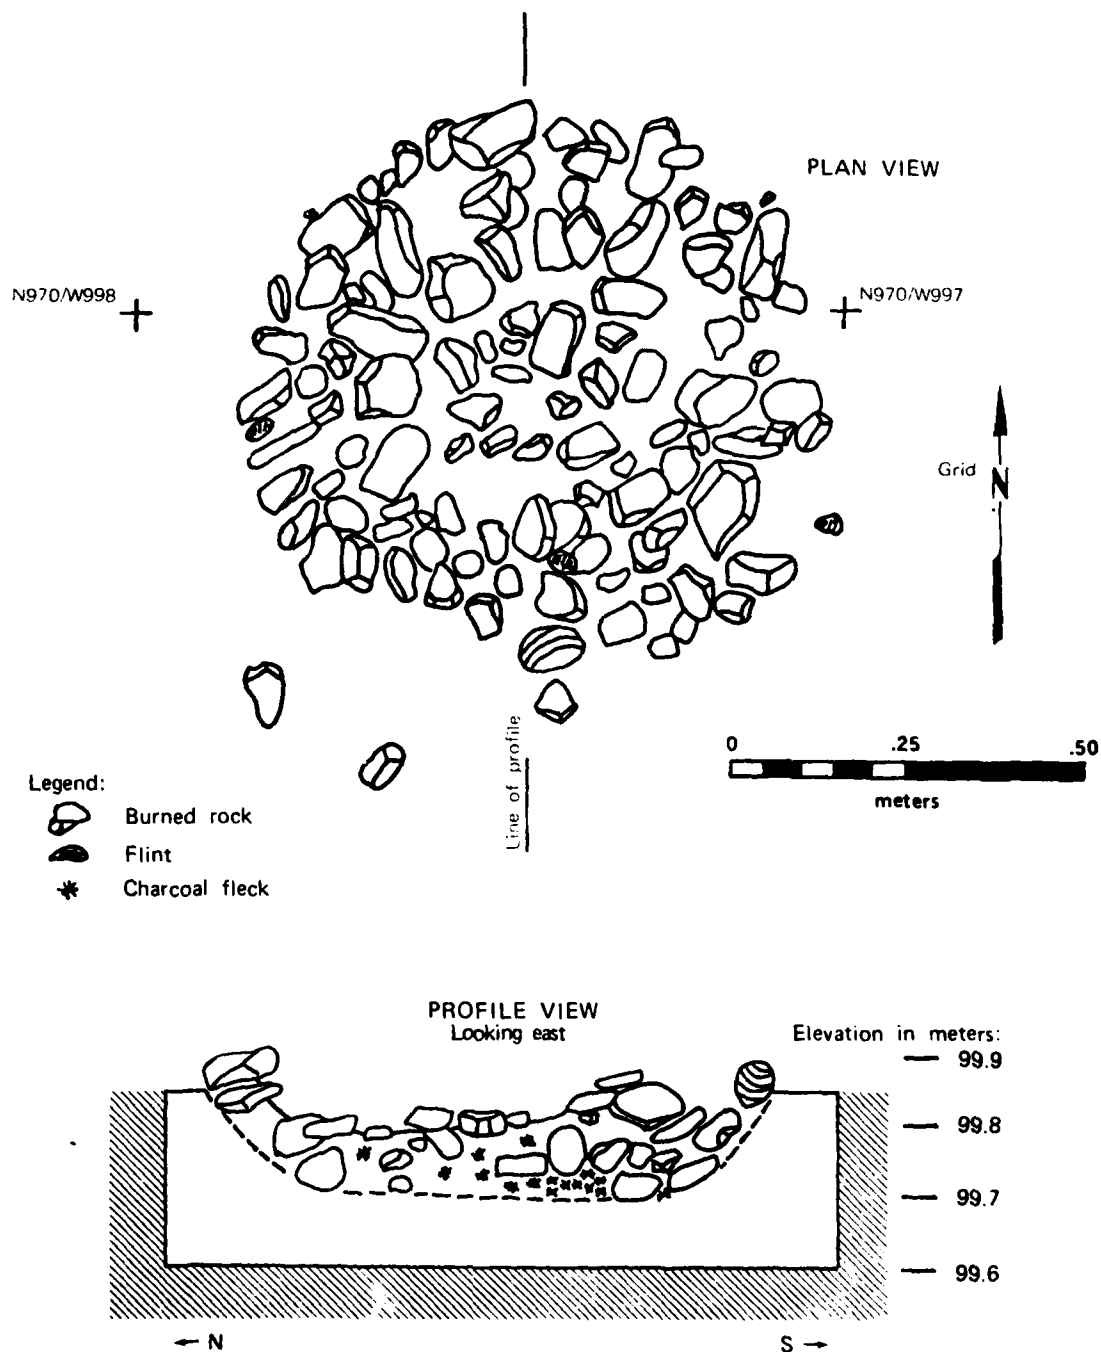 PLAN VIEW
N970/W998
N970/W997
Grid N
Line of profile
0 .25 .50
meters
Legend:
Burned rock
Flint
Charcoal fleck
PROFILE VIEW
Looking east
Elevation in meters:
99.9
99.8
99.7
99.6
← N
S →